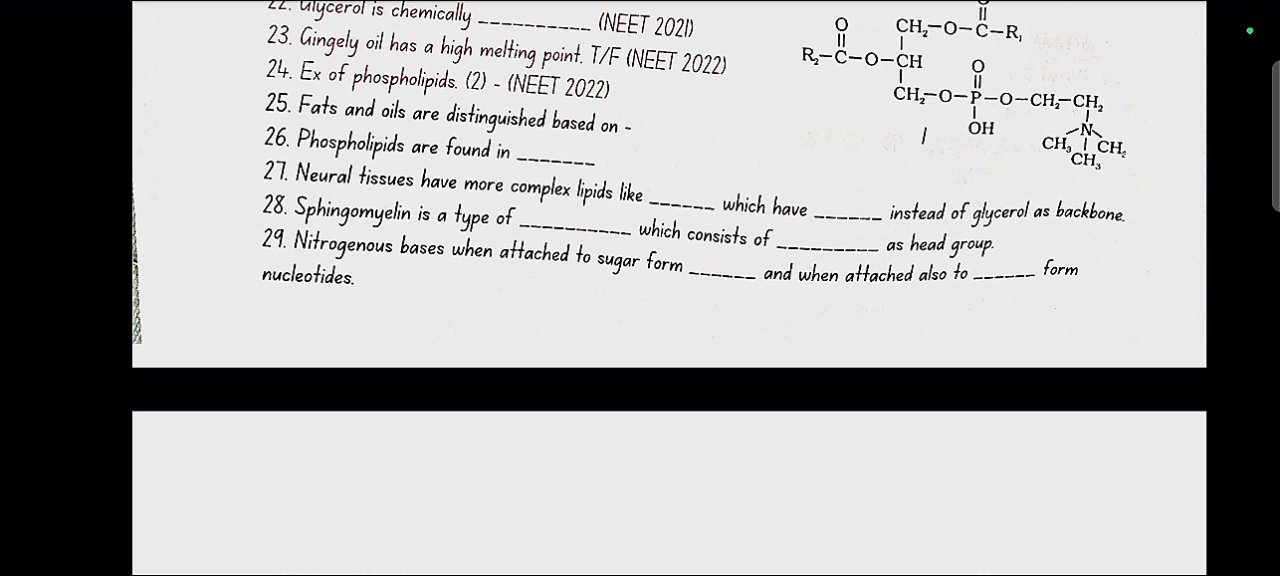 22. Glycerol is chemically __________ (NEET 2021)
23. Gingely oil has a high melting point. T/F (NEET 2022)
24. Ex of phospholipids. (2) - (NEET 2022)
25. Fats and oils are distinguished based on -
26. Phospholipids are found in _______
27. Neural tissues have more complex lipids like ______ which have ______ instead of glycerol as backbone.
28. Sphingomyelin is a type of __________ which consists of _________ as head group.
29. Nitrogenous bases when attached to sugar form ______ and when attached also to ______ form
nucleotides.
O
CH₂-O-C-R₁
O
R₂-C-O-CH
O
CH₂-O-P-O-CH₂-CH₂
OH
N
CH₃ CH₃
CH₃